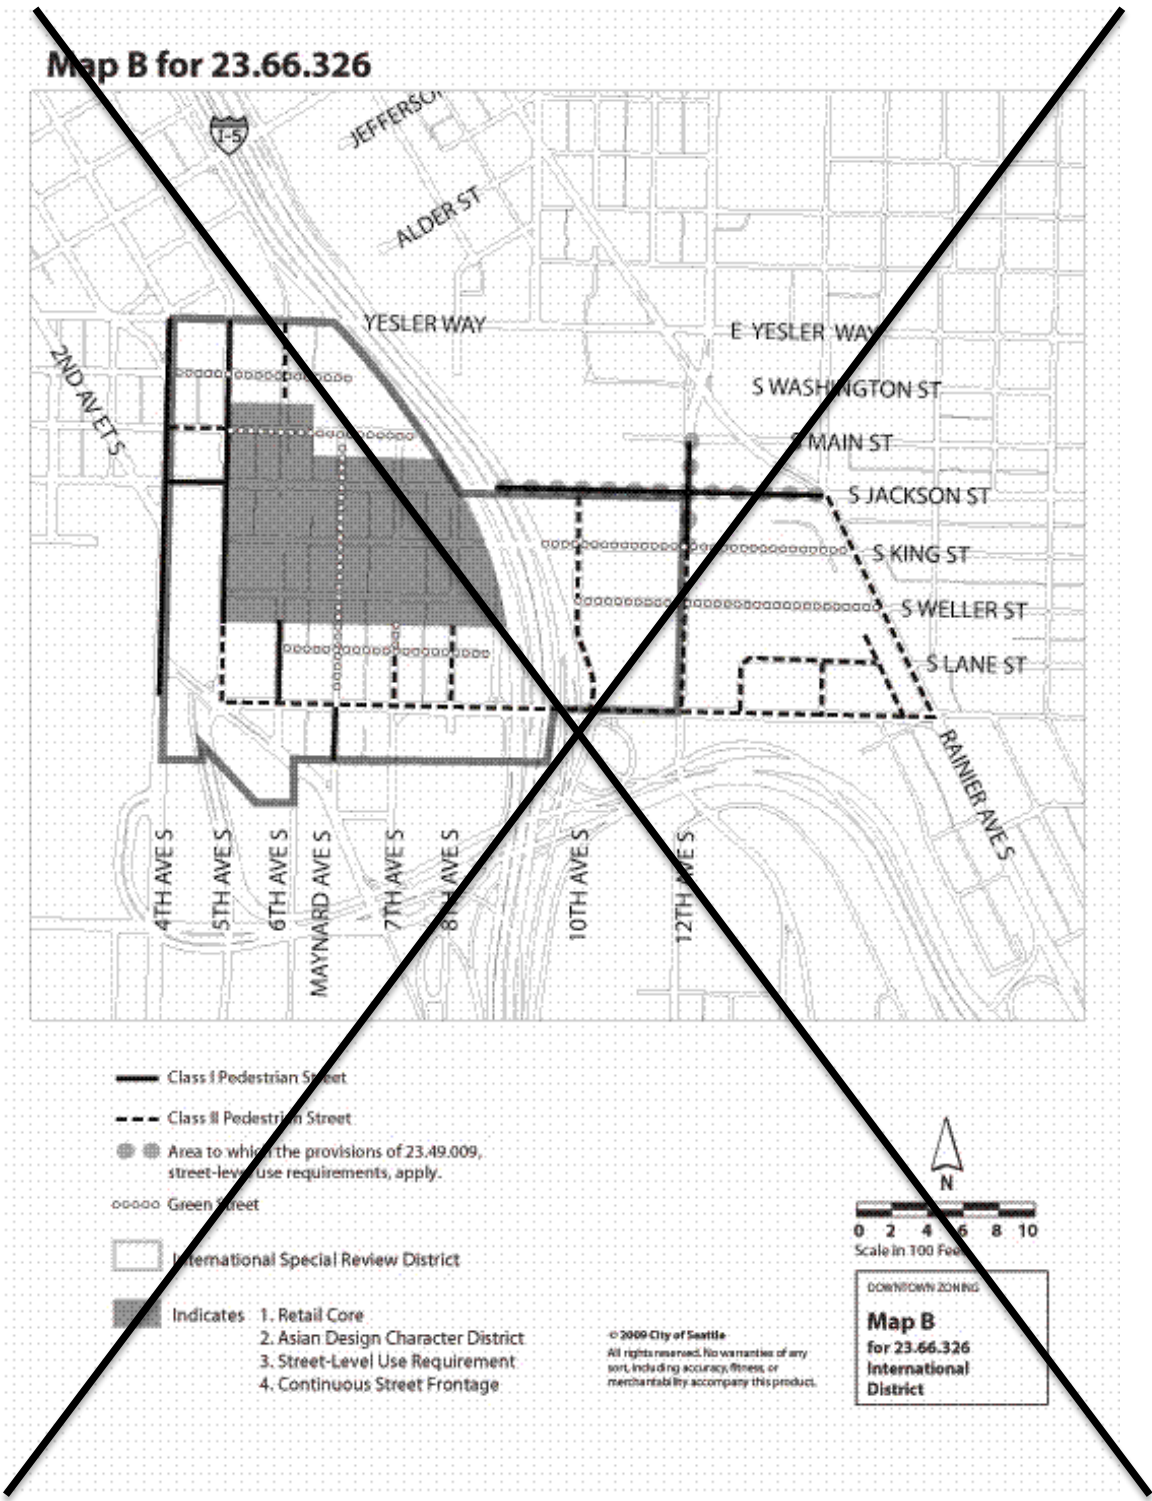 Map B for 23.66.326
I-5
JEFFERSO
ALDER ST
YESLER WAY
E YESLER WAY
2ND AV ET S
S WASHINGTON ST
S MAIN ST
S JACKSON ST
S KING ST
S WELLER ST
S LANE ST
RAINIER AVE S
4TH AVE S
5TH AVE S
6TH AVE S
MAYNARD AVE S
7TH AVE S
8TH AVE S
10TH AVE S
12TH AVE S
Class I Pedestrian Street
Class II Pedestrian Street
Area to which the provisions of 23.49.009,
street-level use requirements, apply.
Green Street
International Special Review District
Indicates 1. Retail Core
2. Asian Design Character District
3. Street-Level Use Requirement
4. Continuous Street Frontage
© 2009 City of Seattle
All rights reserved. No warranties of any
sort, including accuracy, fitness, or
merchantability accompany this product.
N
0 2 4 6 8 10
Scale in 100 Feet
DOWNTOWN ZONING
Map B
for 23.66.326
International
District